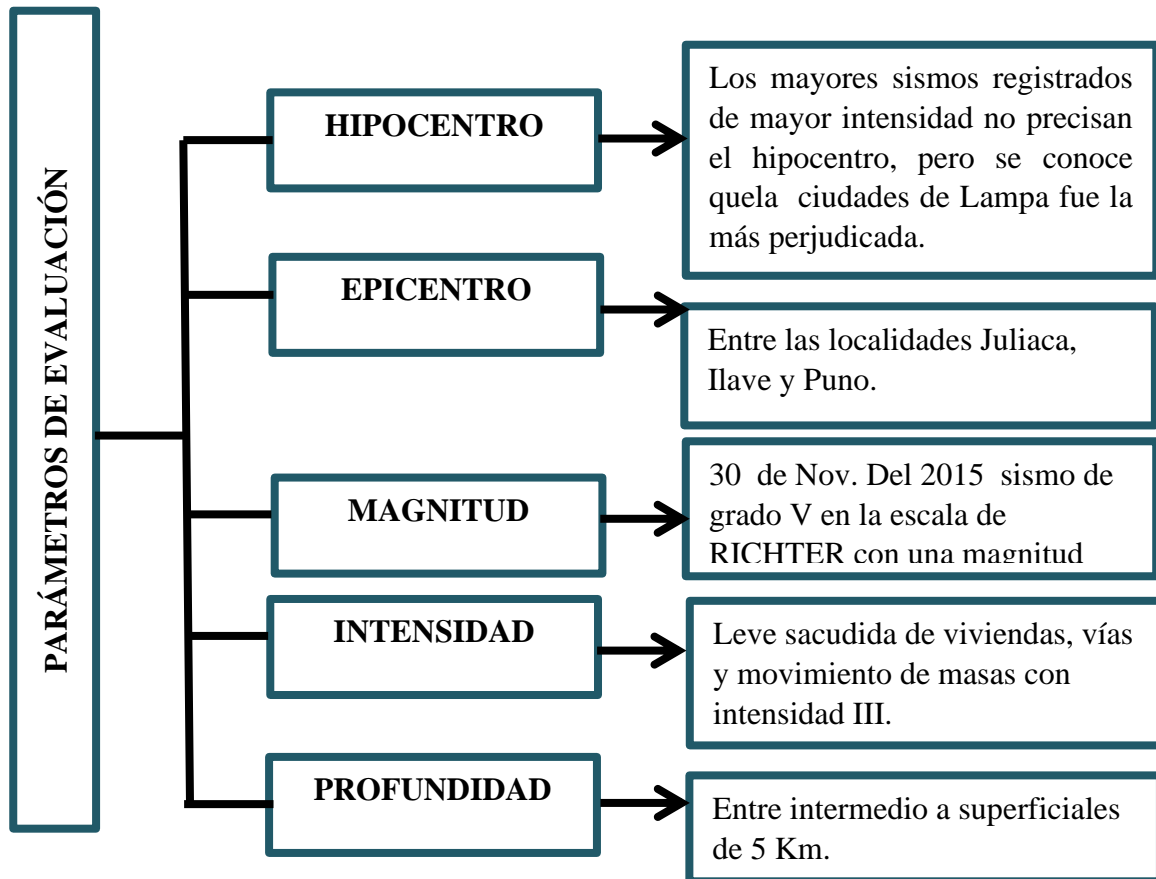 PARÁMETROS DE EVALUACIÓN
HIPOCENTRO
Los mayores sismos registrados
de mayor intensidad no precisan
el hipocentro, pero se conoce
quela ciudades de Lampa fue la
más perjudicada.
EPICENTRO
Entre las localidades Juliaca,
Ilave y Puno.
MAGNITUD
30 de Nov. Del 2015 sismo de
grado V en la escala de
RICHTER con una magnitud
INTENSIDAD
Leve sacudida de viviendas, vías
y movimiento de masas con
intensidad III.
PROFUNDIDAD
Entre intermedio a superficiales
de 5 Km.